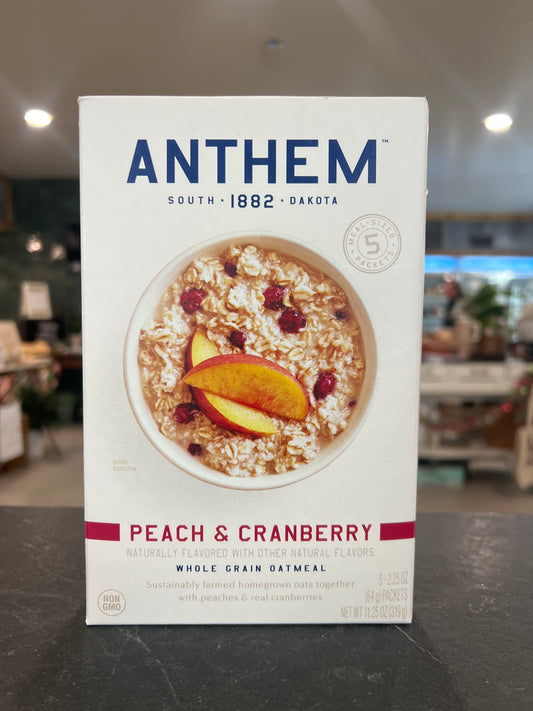 ANTHEM™
SOUTH • 1882 • DAKOTA
MEAL-SIZED
5
PACKETS
SERVING
SUGGESTION
PEACH & CRANBERRY
NATURALLY FLAVORED WITH OTHER NATURAL FLAVORS
WHOLE GRAIN OATMEAL
Sustainably farmed homegrown oats together
with peaches & real cranberries
NON
GMO
5 - 2.25 OZ
(64 g) PACKETS
NET WT 11.25 OZ (319 g)